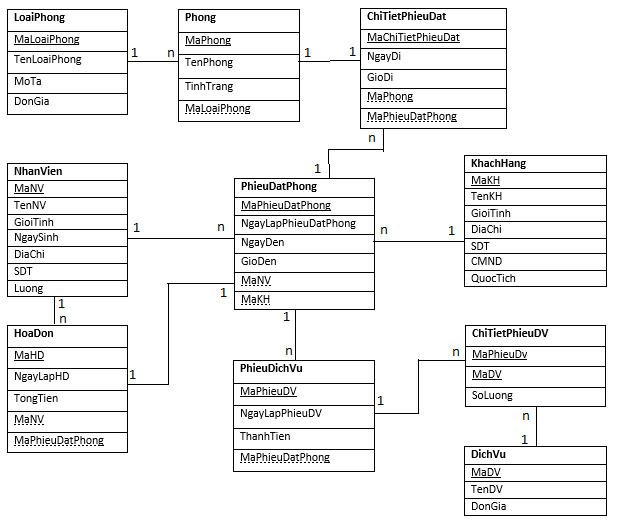 LoaiPhong
MaLoaiPhong
TenLoaiPhong
MoTa
DonGia
1
n
Phong
MaPhong
TenPhong
TinhTrang
MaLoaiPhong
1
1
ChiTietPhieuDat
MaChiTietPhieuDat
NgayDi
GioDi
MaPhong
MaPhieuDatPhong
n
1
NhanVien
MaNV
TenNV
GioiTinh
NgaySinh
DiaChi
SDT
Luong
1
n
PhieuDatPhong
MaPhieuDatPhong
NgayLapPhieuDatPhong
NgayDen
GioDen
MaNV
MaKH
n
1
KhachHang
MaKH
TenKH
GioiTinh
DiaChi
SDT
CMND
QuocTich
1
n
1
1
HoaDon
MaHD
NgayLapHD
TongTien
MaNV
MaPhieuDatPhong
1
n
PhieuDichVu
MaPhieuDV
NgayLapPhieuDV
ThanhTien
MaPhieuDatPhong
1
n
ChiTietPhieuDV
MaPhieuDv
MaDV
SoLuong
n
1
DichVu
MaDV
TenDV
DonGia